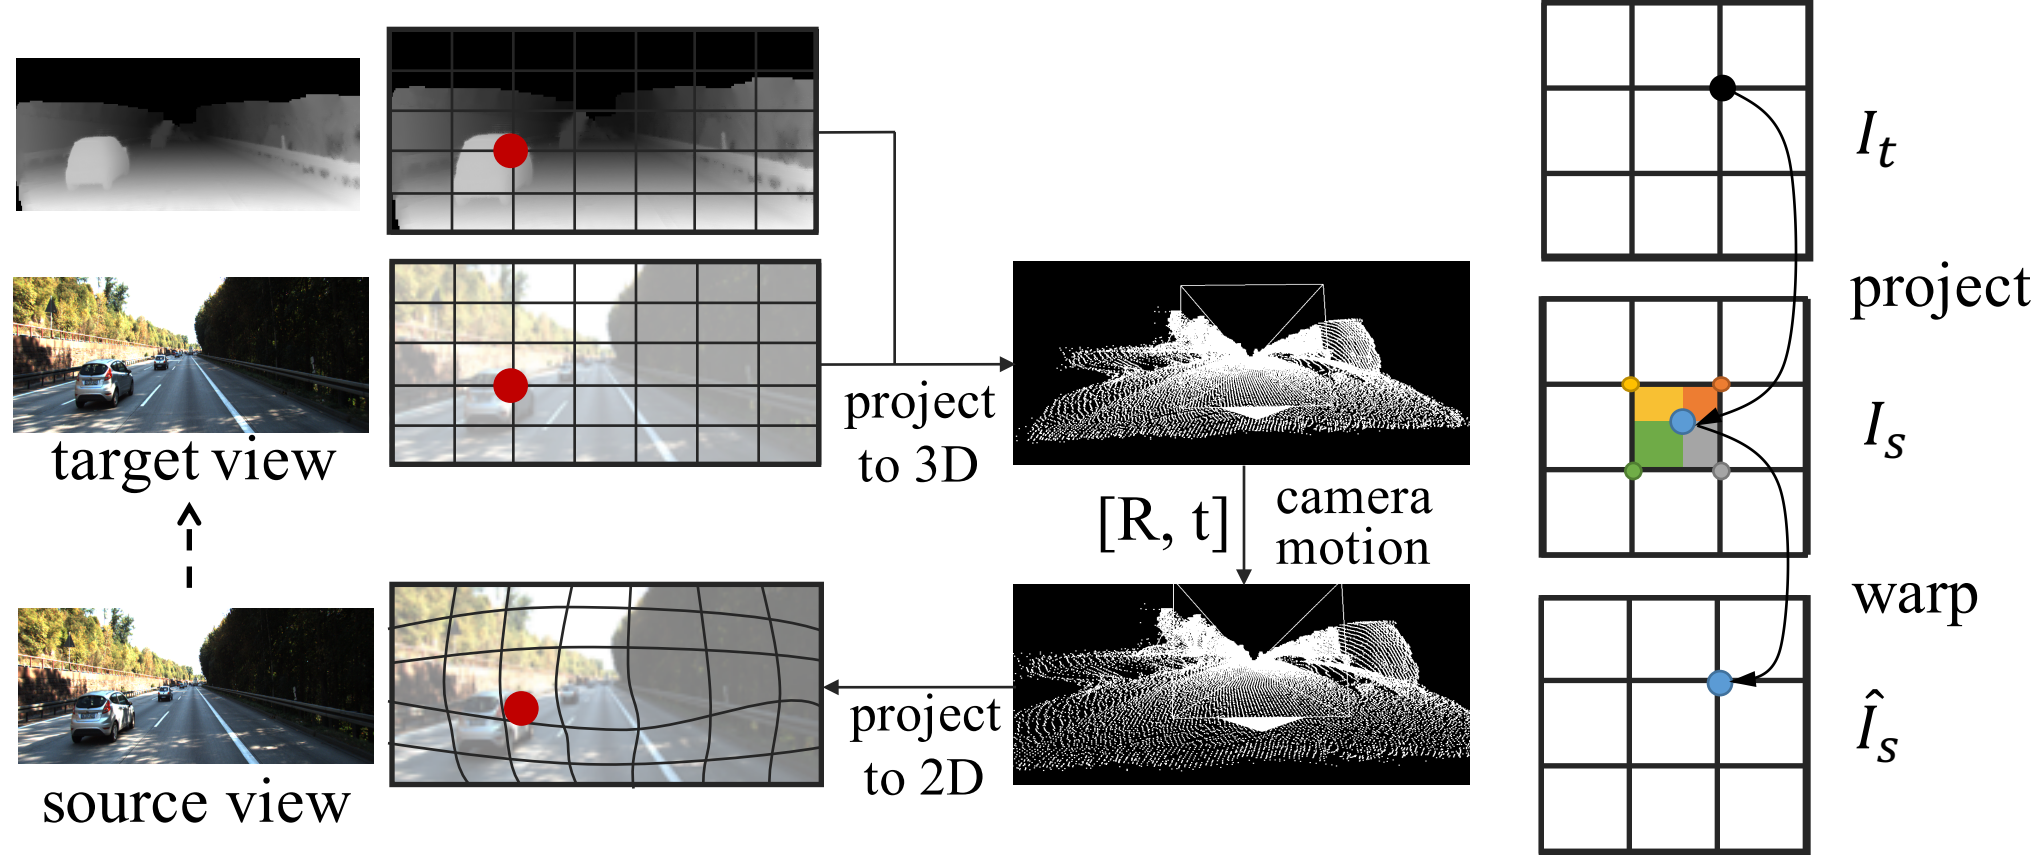 target view
source view
project
to 3D
[R, t]
camera
motion
project
to 2D
I_t
project
I_s
warp
Î_s